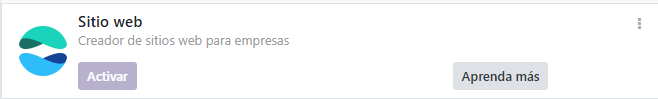 Sitio web
Creador de sitios web para empresas
Activar
Aprenda más